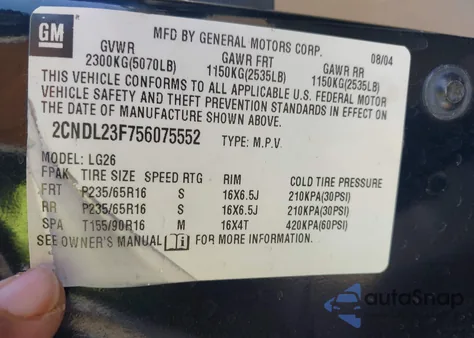 GM
MFD BY GENERAL MOTORS CORP.
08/04
GVWR GAWR FRT GAWR RR
2300KG(5070LB) 1150KG(2535LB) 1150KG(2535LB)
THIS VEHICLE CONFORMS TO ALL APPLICABLE U.S. FEDERAL MOTOR
VEHICLE SAFETY AND THEFT PREVENTION STANDARDS IN EFFECT ON
THE DATE OF MANUFACTURE SHOWN ABOVE.
2CNDL23F756075552 TYPE: M.P.V.
MODEL: LG26
FPAK TIRE SIZE SPEED RTG RIM COLD TIRE PRESSURE
FRT P235/65R16 S 16X6.5J 210KPA(30PSI)
RR P235/65R16 S 16X6.5J 210KPA(30PSI)
SPA T155/90R16 M 16X4T 420KPA(60PSI)
SEE OWNER'S MANUAL i FOR MORE INFORMATION.
autoSnap